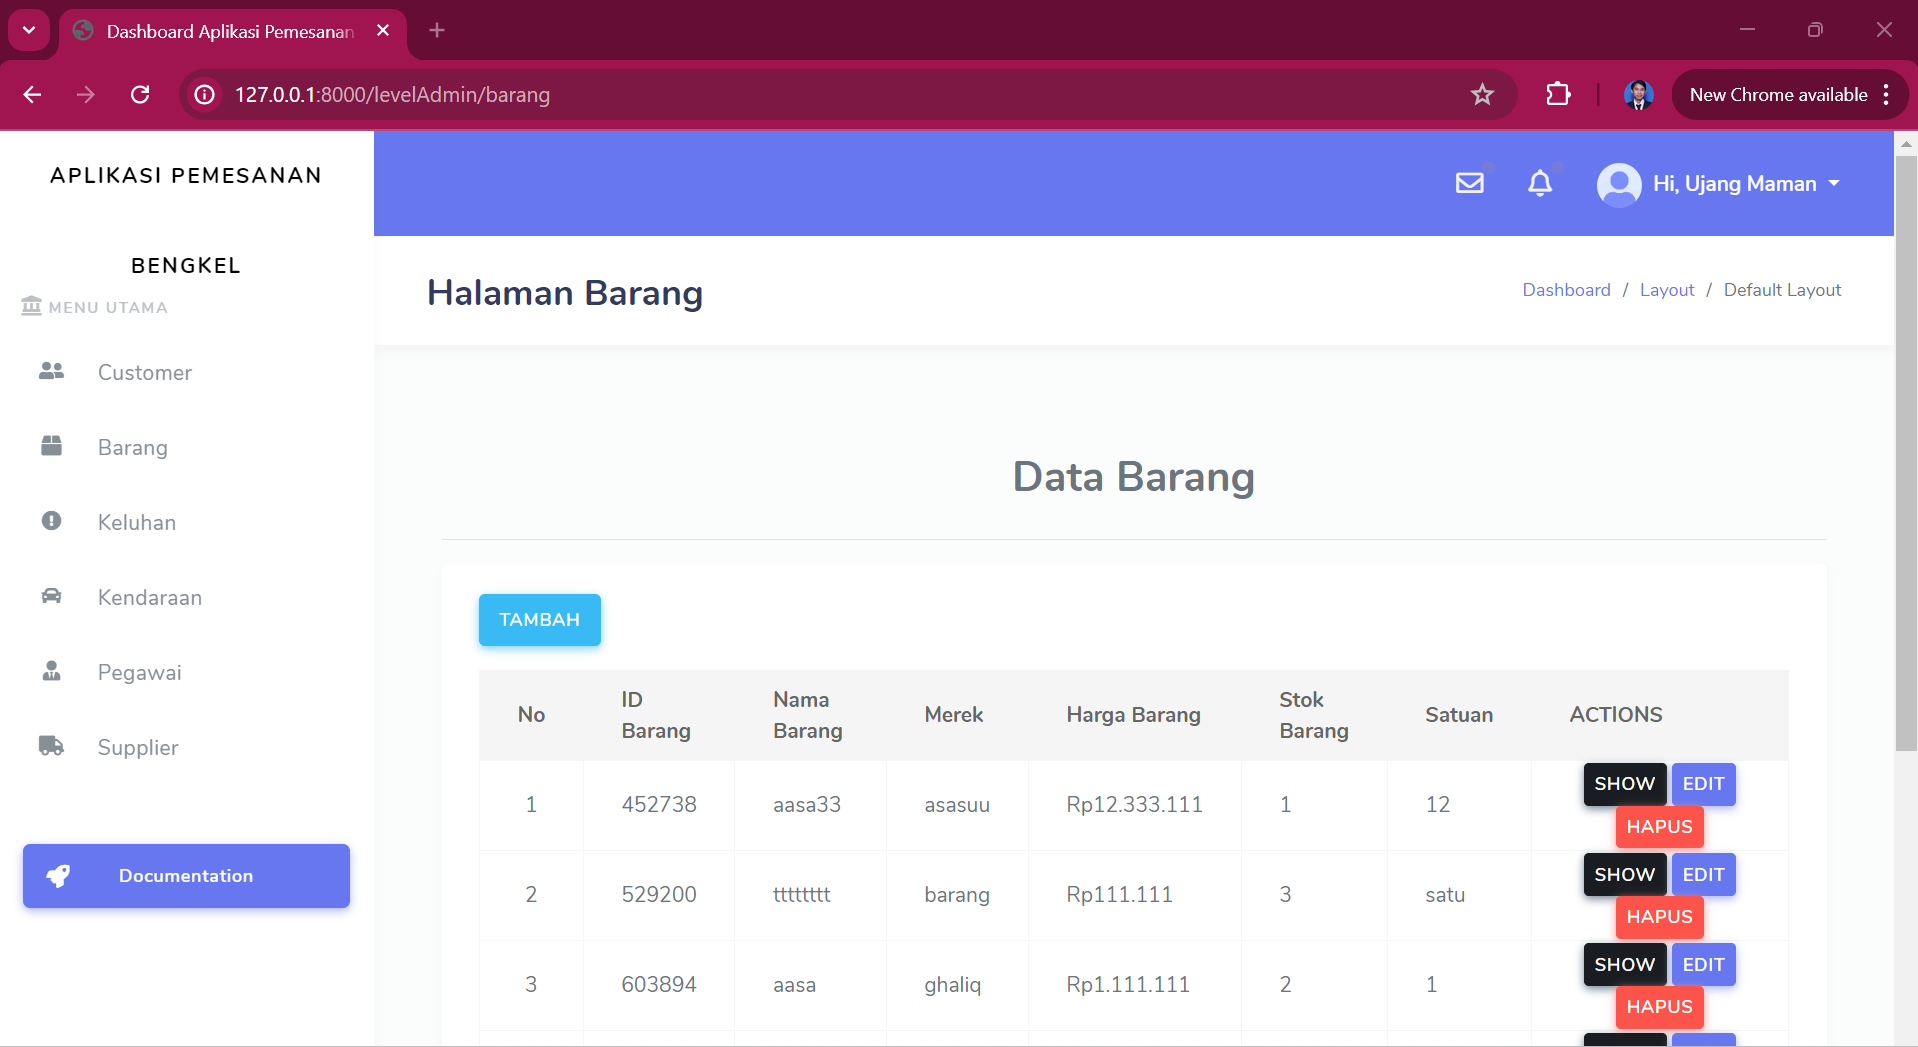 Dashboard Aplikasi Pemesanan
127.0.0.1:8000/levelAdmin/barang
New Chrome available
APLIKASI PEMESANAN
BENGKEL
MENU UTAMA
Customer
Barang
Keluhan
Kendaraan
Pegawai
Supplier
Documentation
Hi, Ujang Maman
Halaman Barang
Dashboard / Layout / Default Layout
Data Barang
TAMBAH
No ID Barang Nama Barang Merek Harga Barang Stok Barang Satuan ACTIONS
1 452738 aasa33 asasuu Rp12.333.111 1 12 SHOW EDIT
HAPUS
2 529200 tttttttt barang Rp111.111 3 satu SHOW EDIT
HAPUS
3 603894 aasa ghaliq Rp1.111.111 2 1 SHOW EDIT
HAPUS